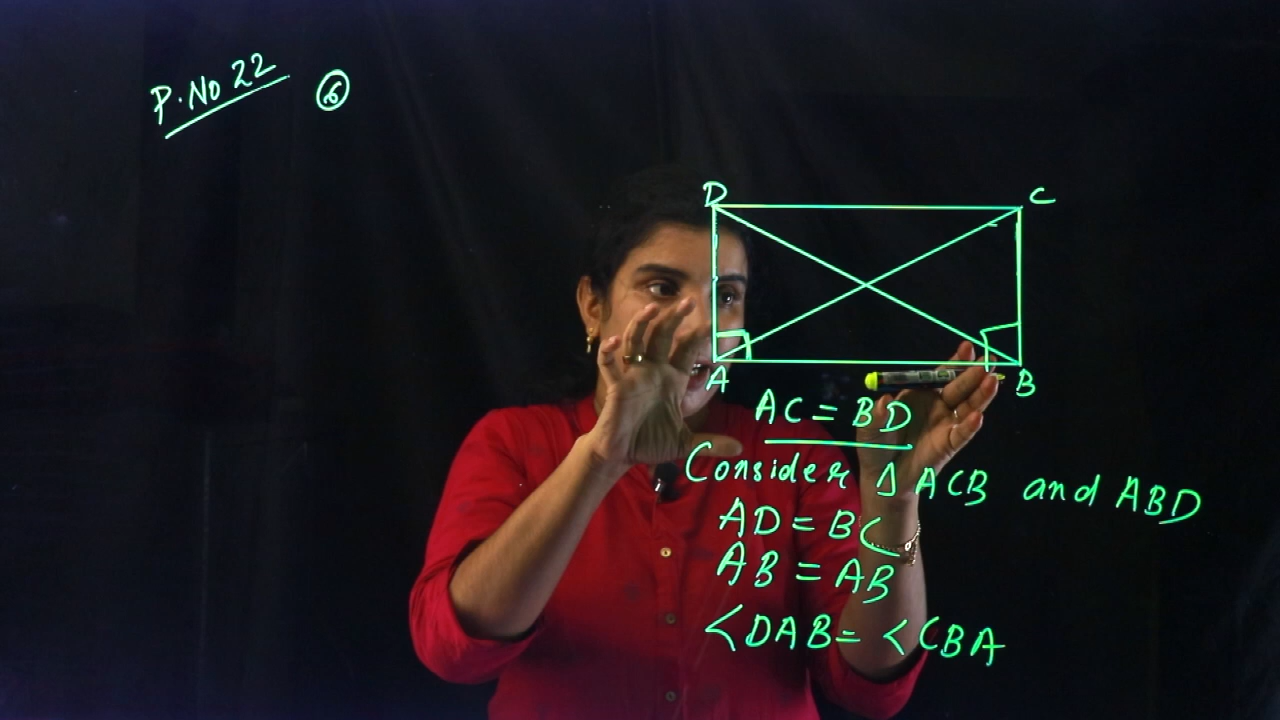 P.No 22 6
D C
A B
AC = BD
Consider Δ ACB and ABD
AD = BC
AB = AB
<DAB = <CBA